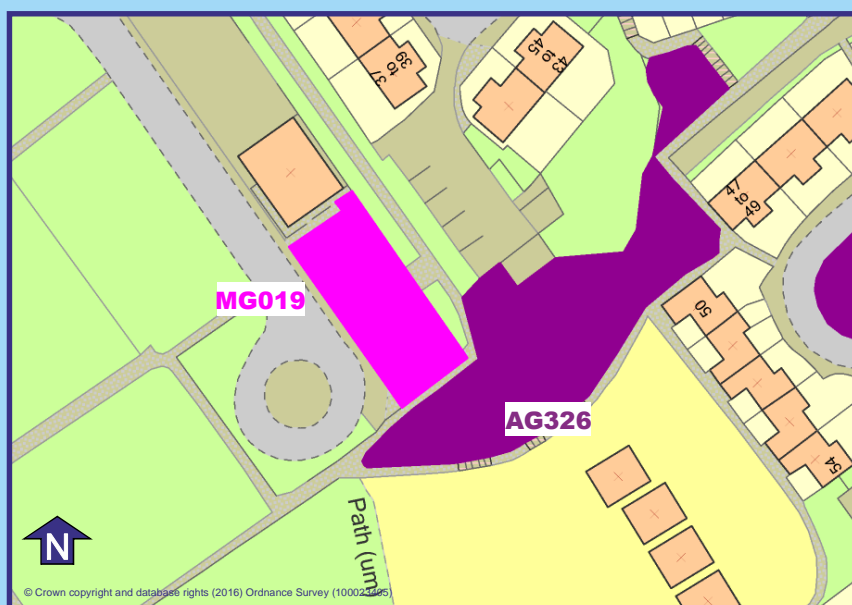 37
to
39
45
to
43
47
to
49
MG019
50
AG326
54
Path (um)
N
© Crown copyright and database rights (2016) Ordnance Survey (100023495)